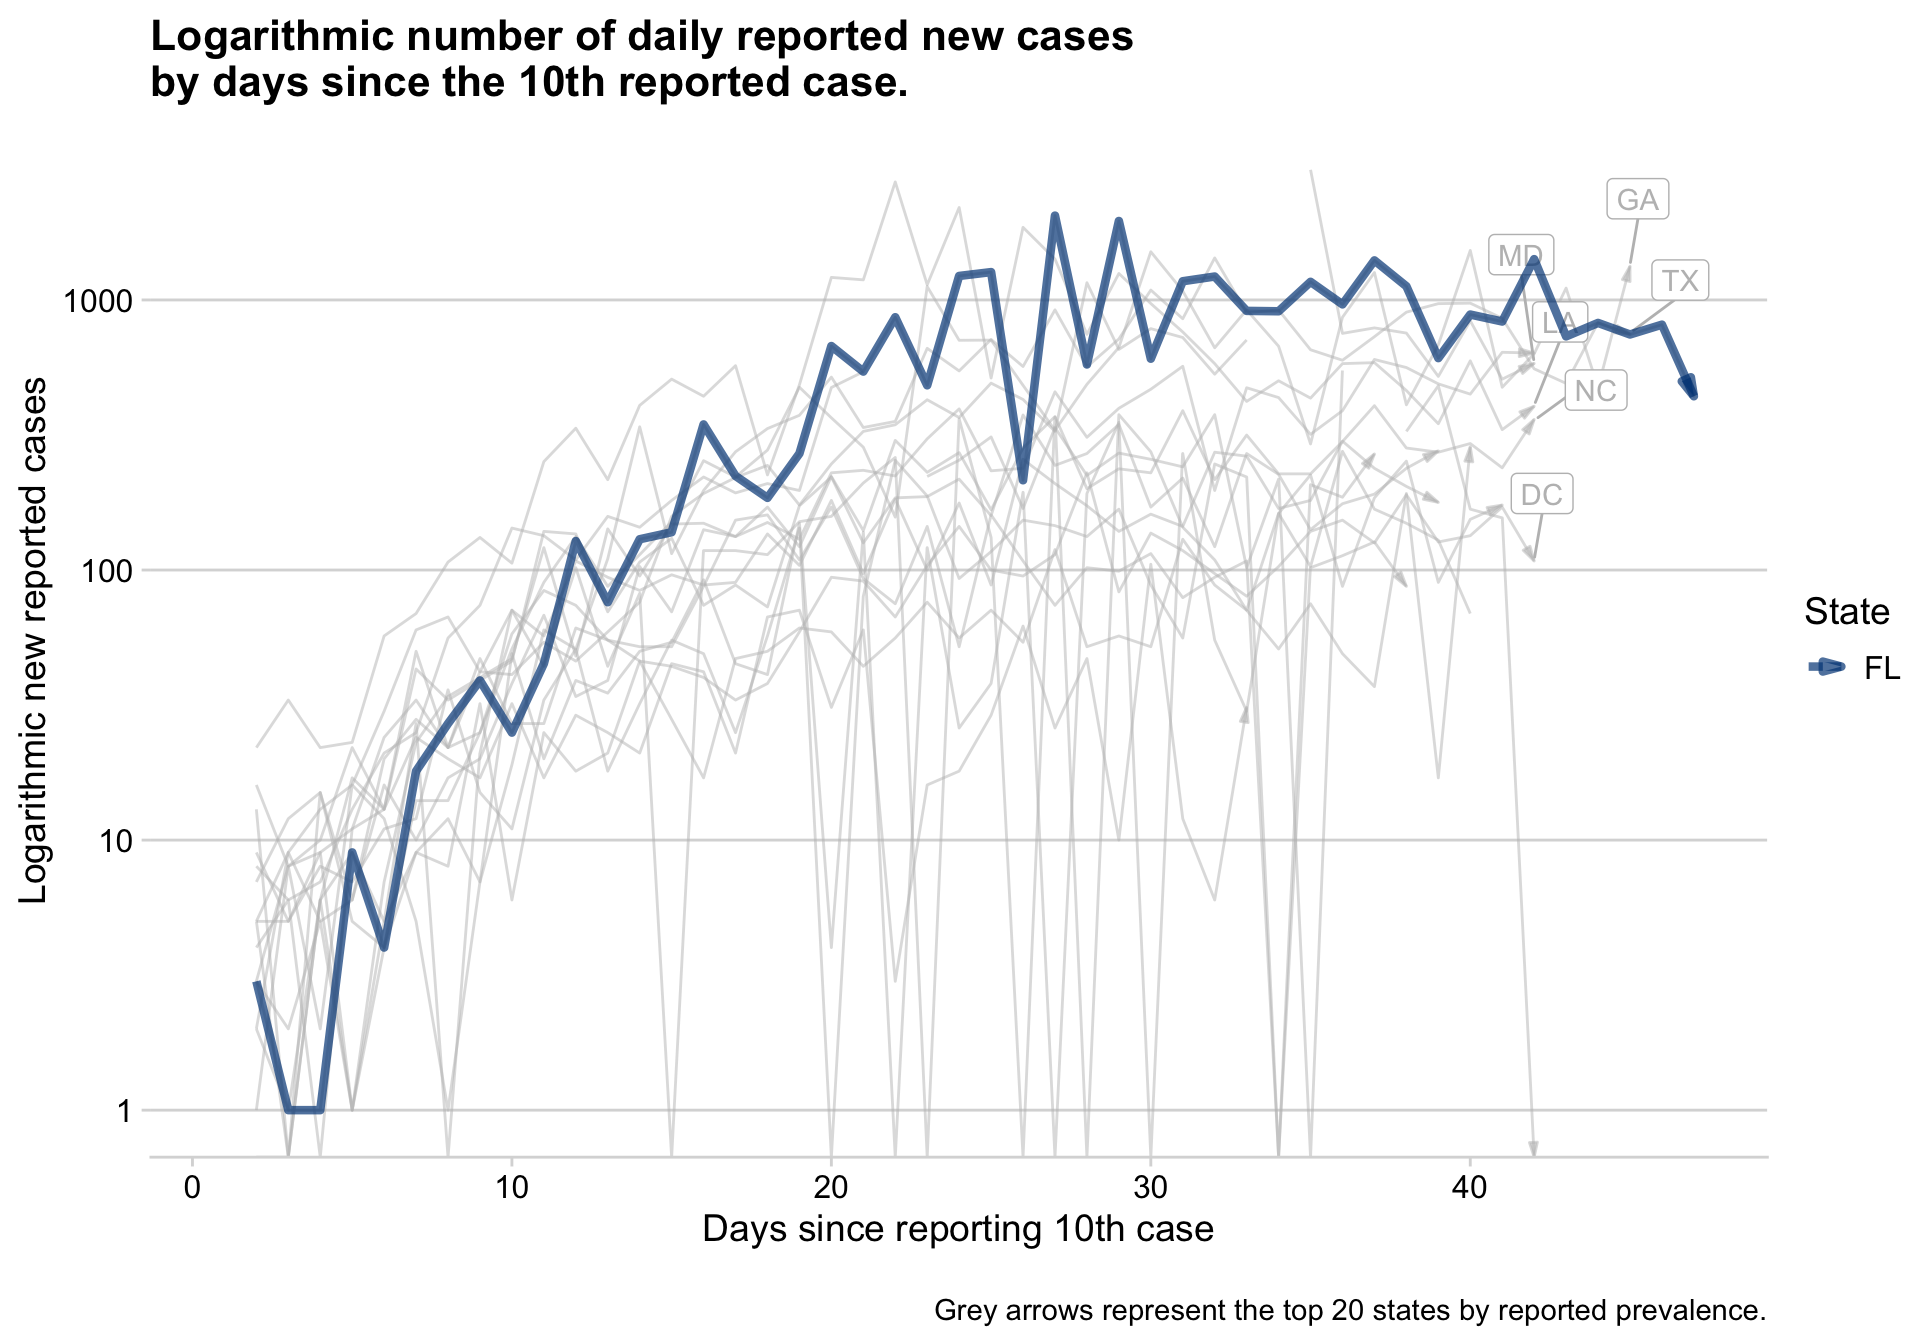 Logarithmic number of daily reported new cases
by days since the 10th reported case.
GA
MD
TX
1000
LA
NC
Logarithmic new reported cases
DC
100
State
FL
10
1
0
10
20
30
40
Days since reporting 10th case
Grey arrows represent the top 20 states by reported prevalence.